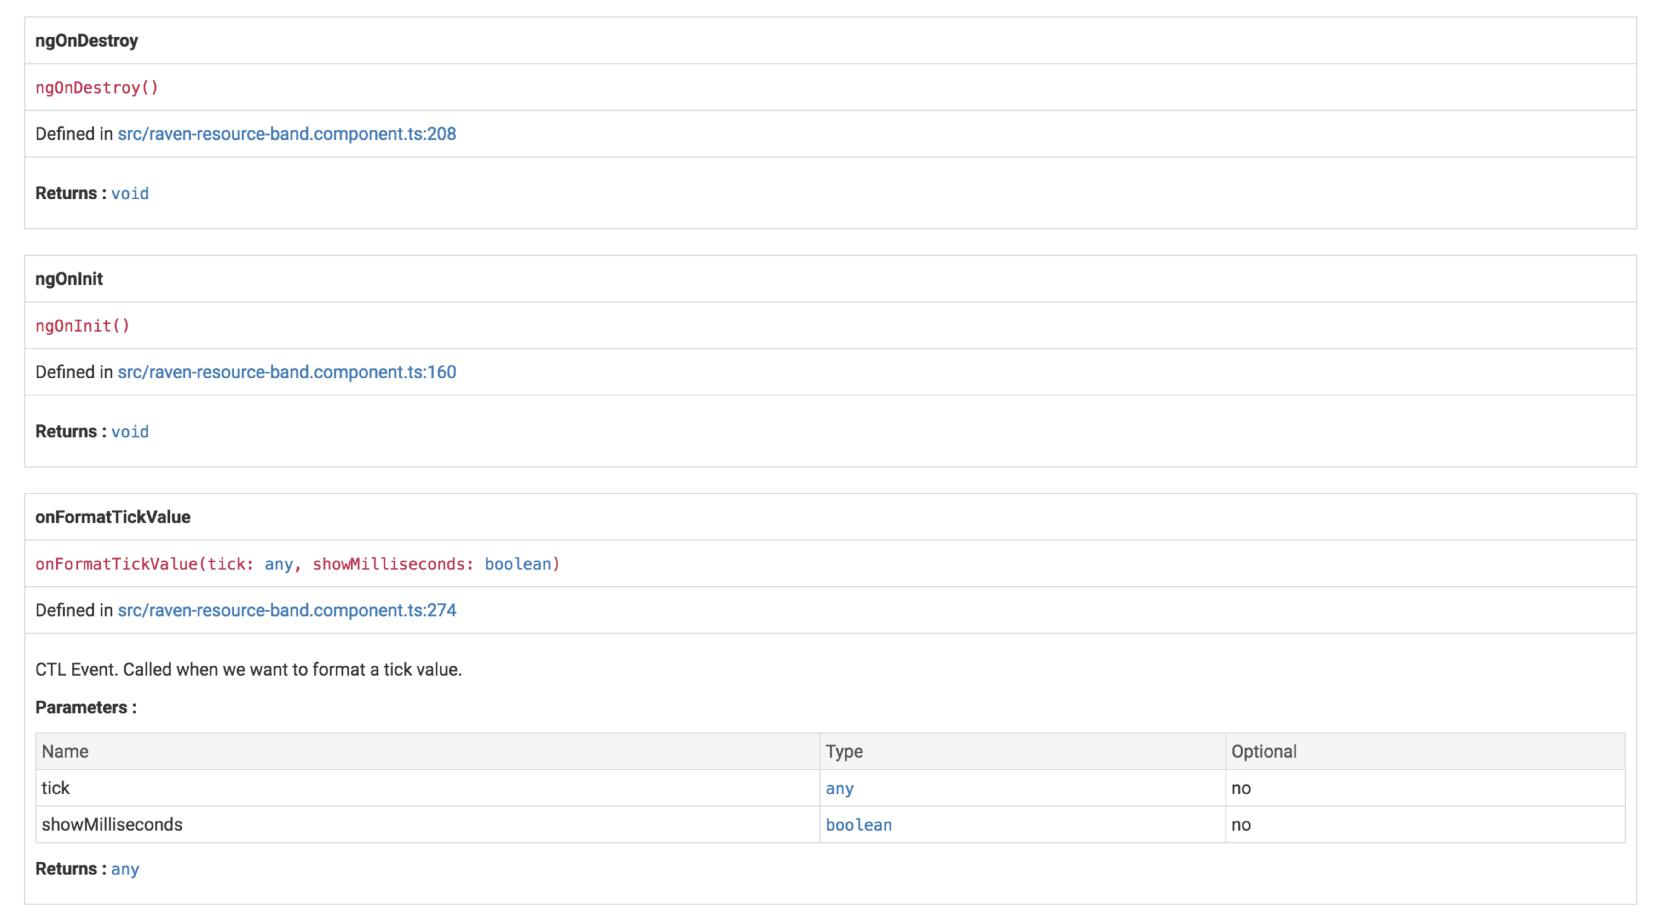 ngOnDestroy
ngOnDestroy()
Defined in src/raven-resource-band.component.ts:208
Returns : void
ngOnInit
ngOnInit()
Defined in src/raven-resource-band.component.ts:160
Returns : void
onFormatTickValue
onFormatTickValue(tick: any, showMilliseconds: boolean)
Defined in src/raven-resource-band.component.ts:274
CTL Event. Called when we want to format a tick value.
Parameters :
Name Type Optional
tick any no
showMilliseconds boolean no
Returns : any